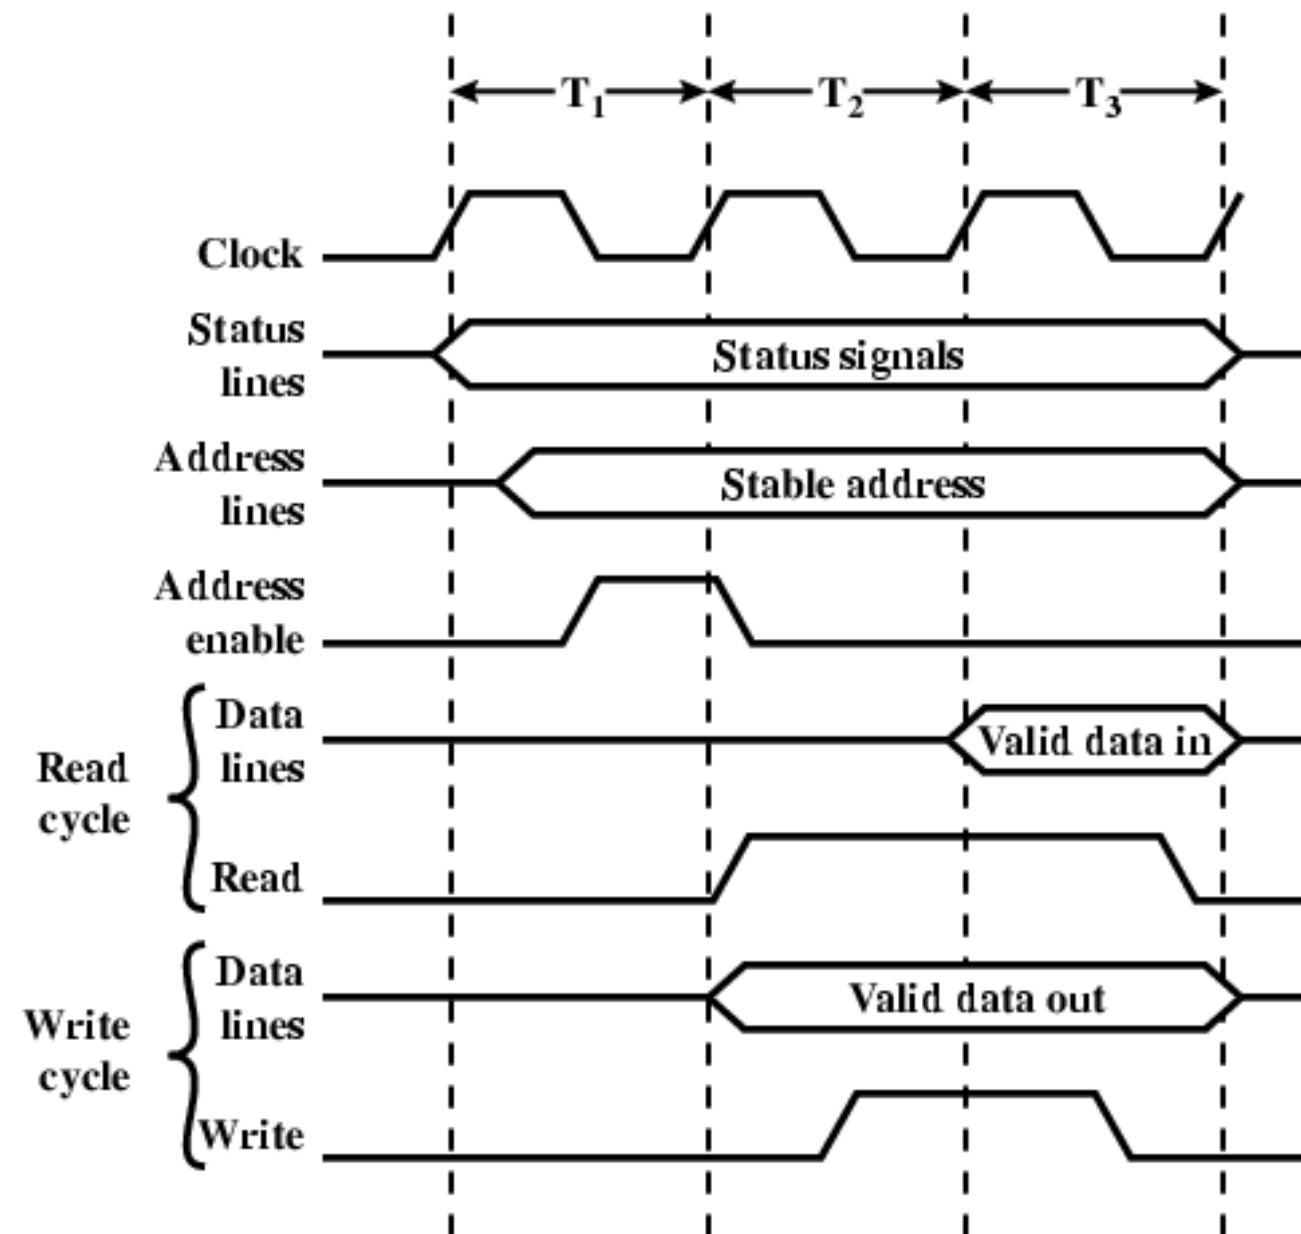 T1 T2 T3
Clock
Status
lines
Status signals
Address
lines
Stable address
Address
enable
Read
cycle
Data
lines
Valid data in
Read
Write
cycle
Data
lines
Valid data out
Write